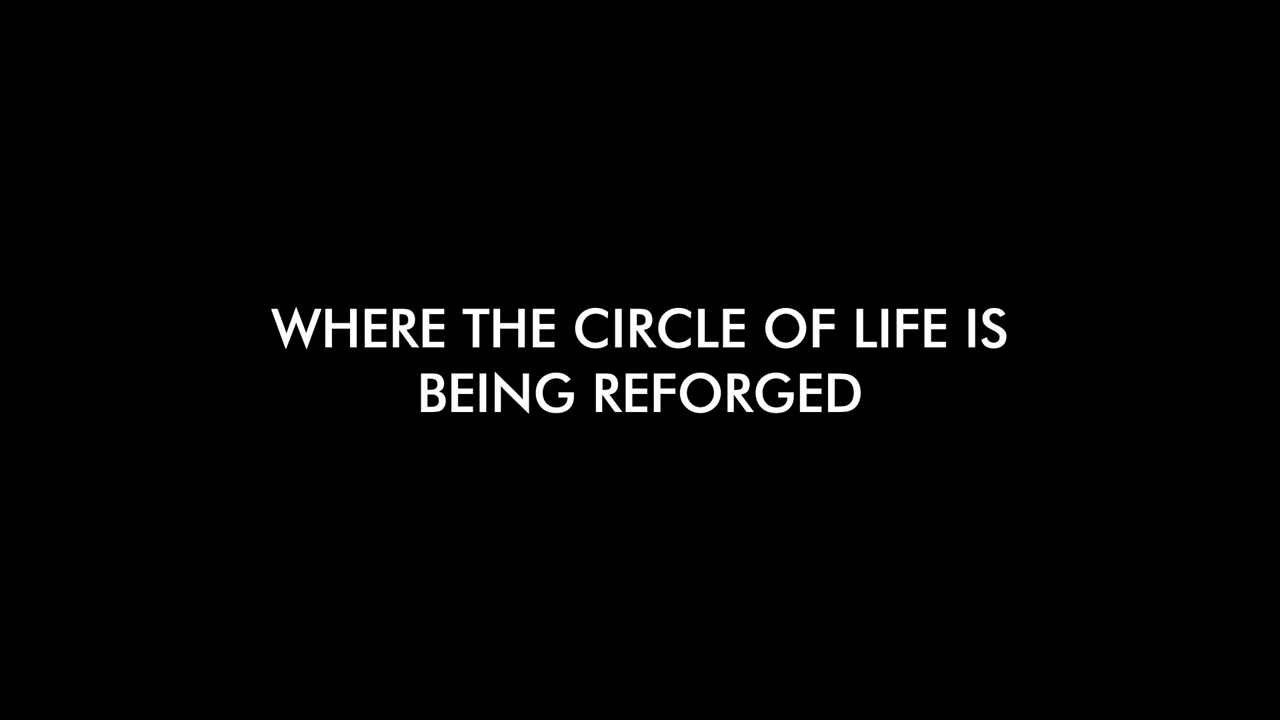 WHERE THE CIRCLE OF LIFE IS
BEING REFORGED